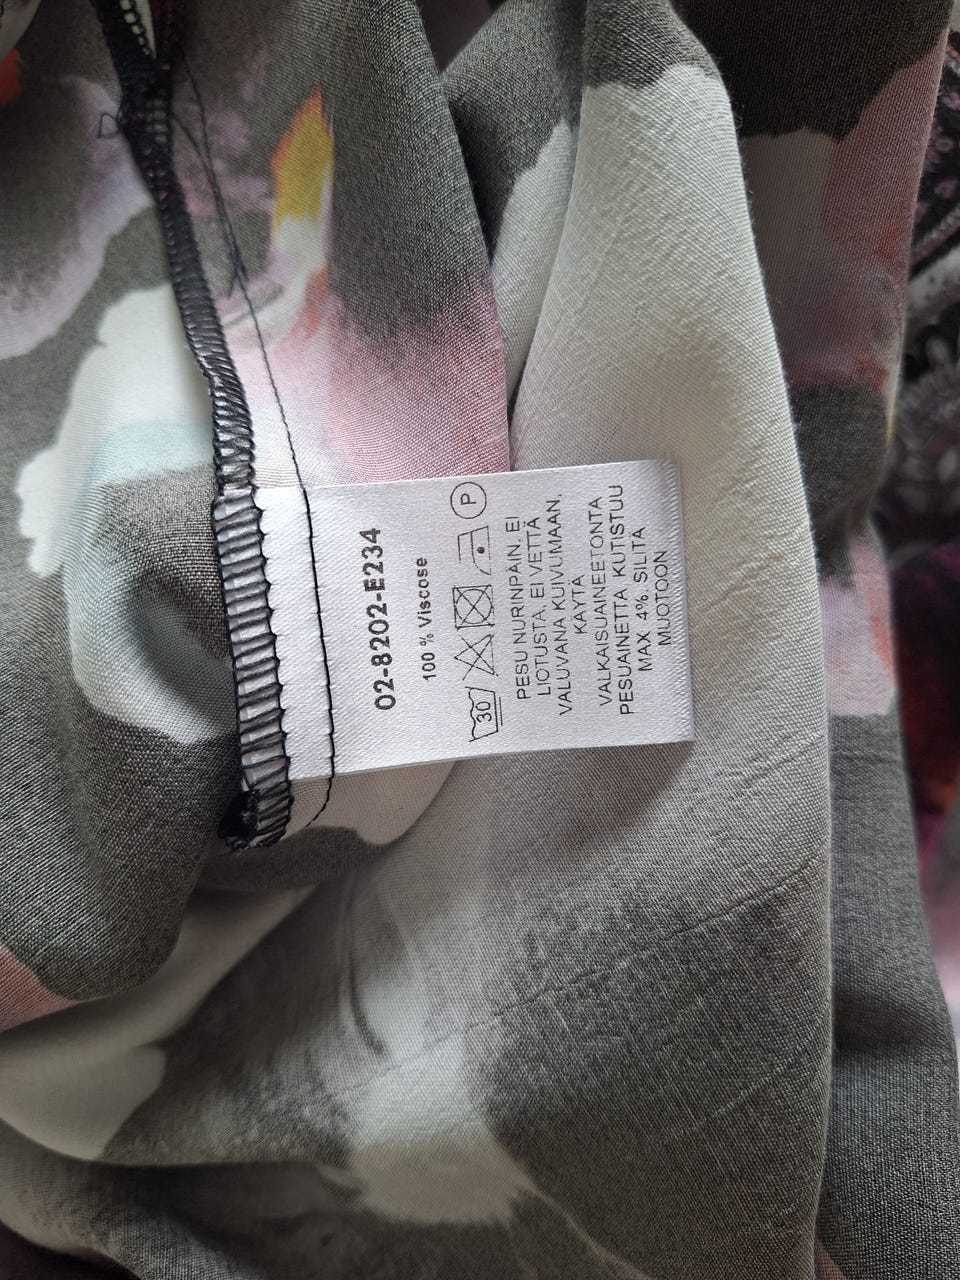 02-8202-E234
100 % Viscose
30 P
PESU NURINPÄIN, EI
LIOTUSTA, EI VETTÄ
VALUVANA KUIVUMAAN,
KÄYTÄ
VALKAISUAINEETONTA
PESUAINETTA KUTISTUU
MAX 4%. SILITÄ
MUOTOON